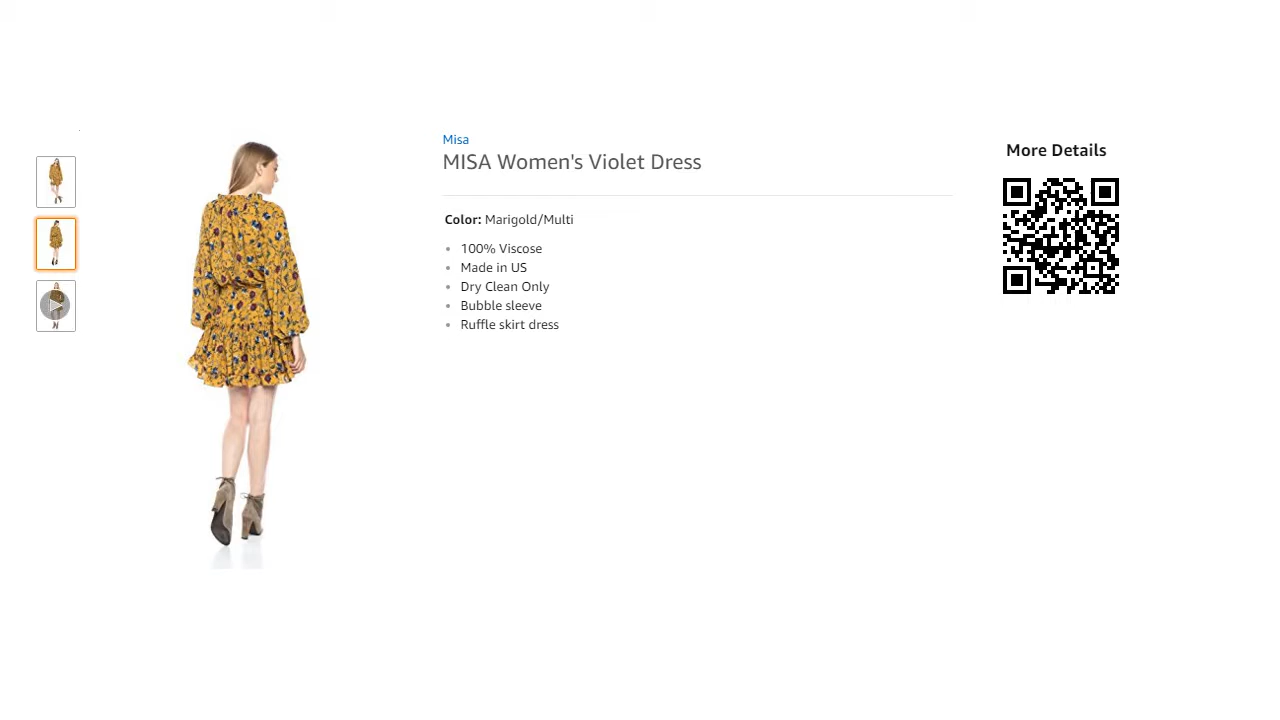 Misa
MISA Women's Violet Dress
Color: Marigold/Multi
100% Viscose
Made in US
Dry Clean Only
Bubble sleeve
Ruffle skirt dress
More Details